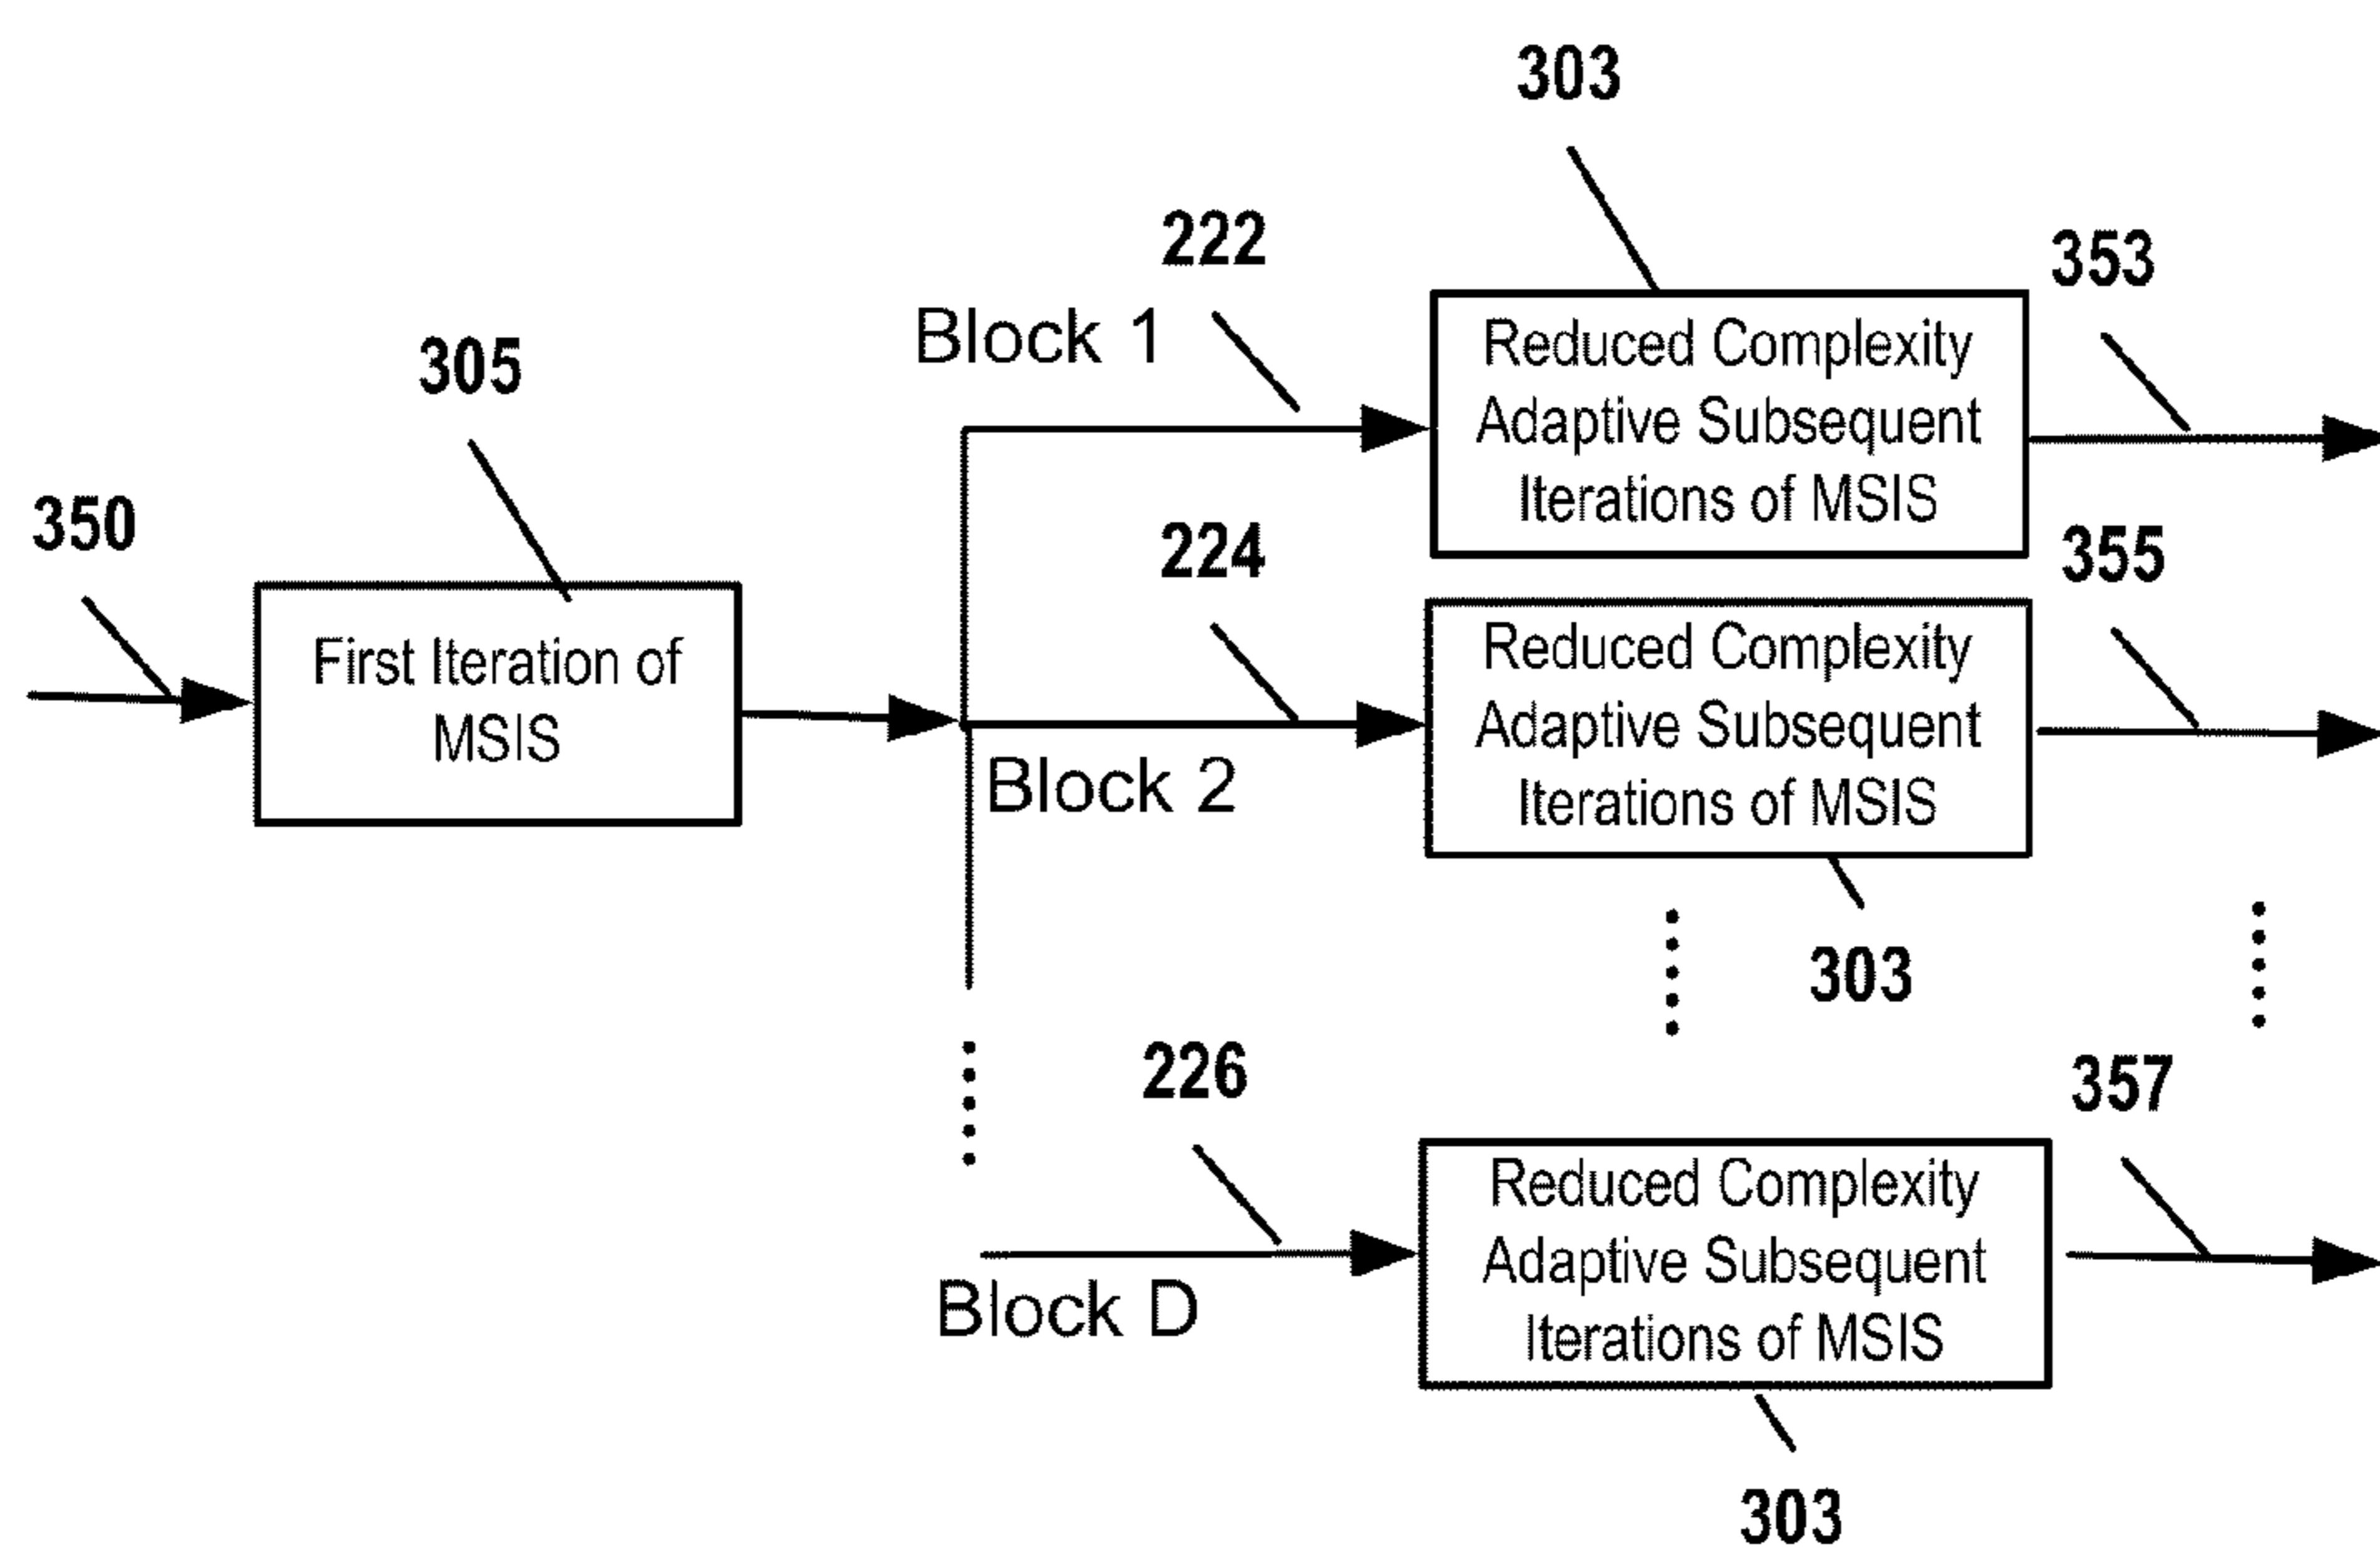 303
222
353
Block 1
305
Reduced Complexity
Adaptive Subsequent
Iterations of MSIS
350
224
355
First Iteration of
MSIS
Reduced Complexity
Adaptive Subsequent
Iterations of MSIS
Block 2
303
226
357
Reduced Complexity
Adaptive Subsequent
Iterations of MSIS
Block D
303